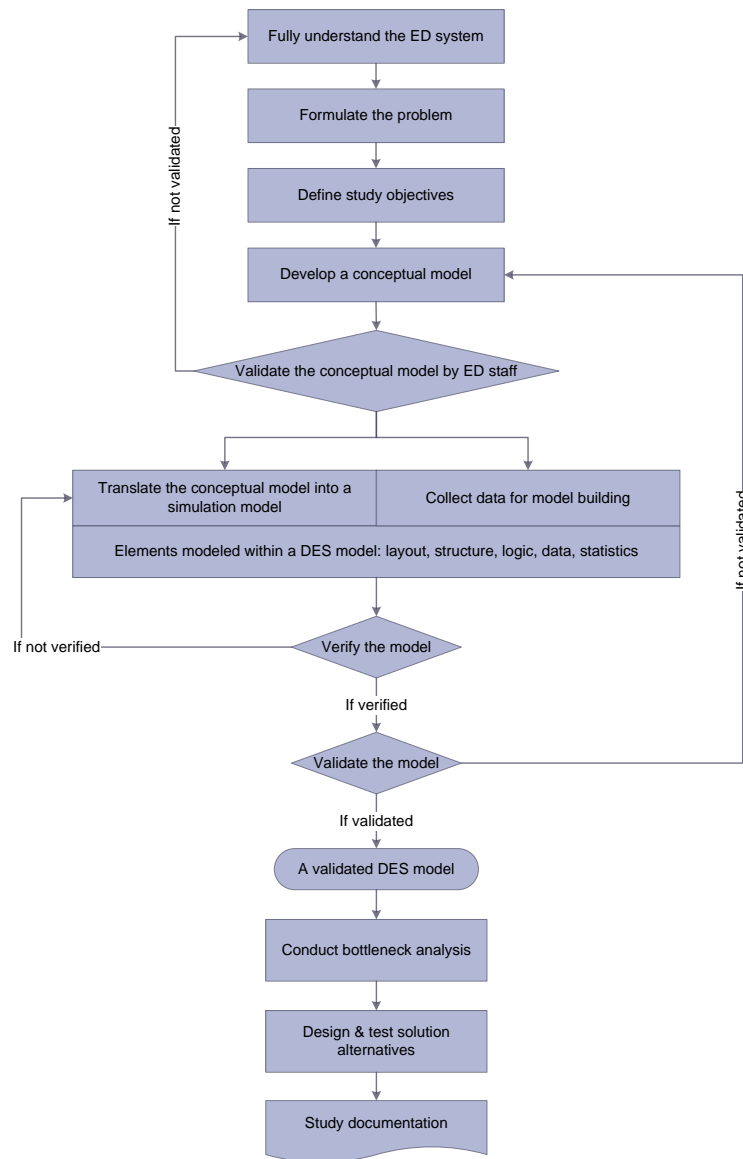 Fully understand the ED system
Formulate the problem
If not validated
Define study objectives
Develop a conceptual model
Validate the conceptual model by ED staff
Translate the conceptual model into a
simulation model
Collect data for model building
If not validated
Elements modeled within a DES model: layout, structure, logic, data, statistics
If not verified
Verify the model
If verified
Validate the model
If validated
A validated DES model
Conduct bottleneck analysis
Design & test solution
alternatives
Study documentation